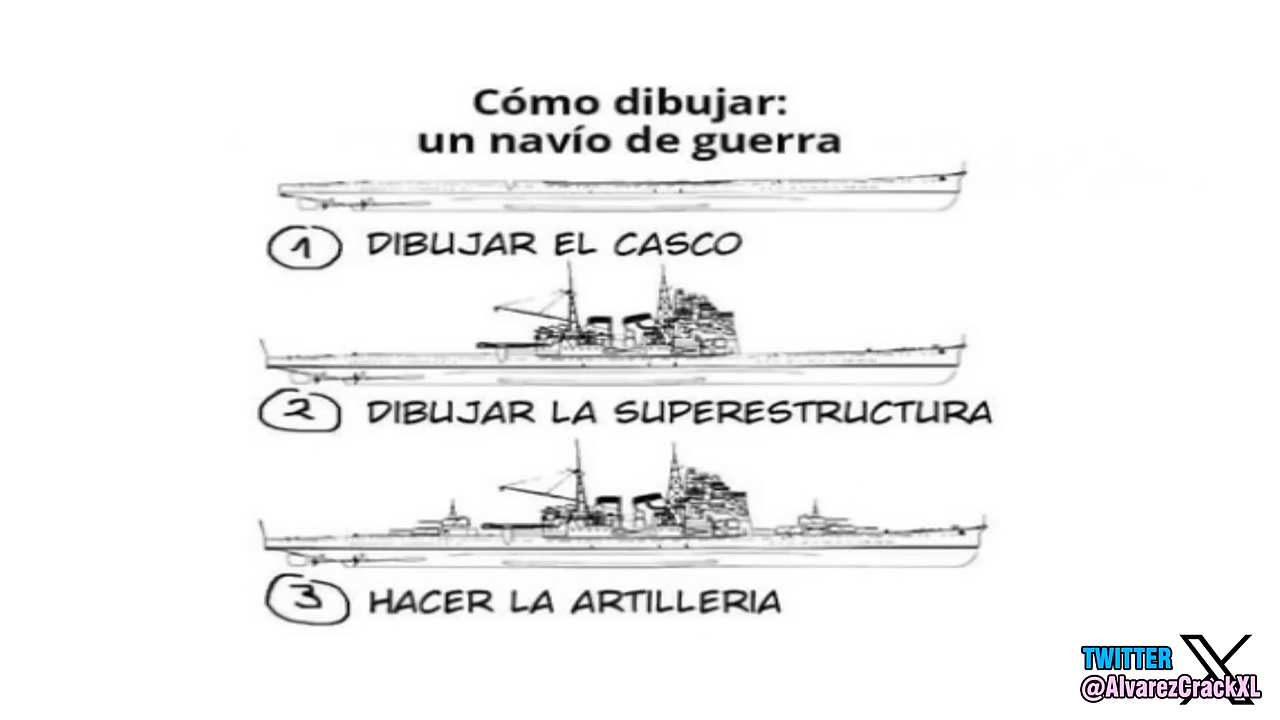 Cómo dibujar:
un navío de guerra
1 DIBUJAR EL CASCO
2 DIBUJAR LA SUPERESTRUCTURA
3 HACER LA ARTILLERIA
TWITTER X
@AlvarezCrackXL